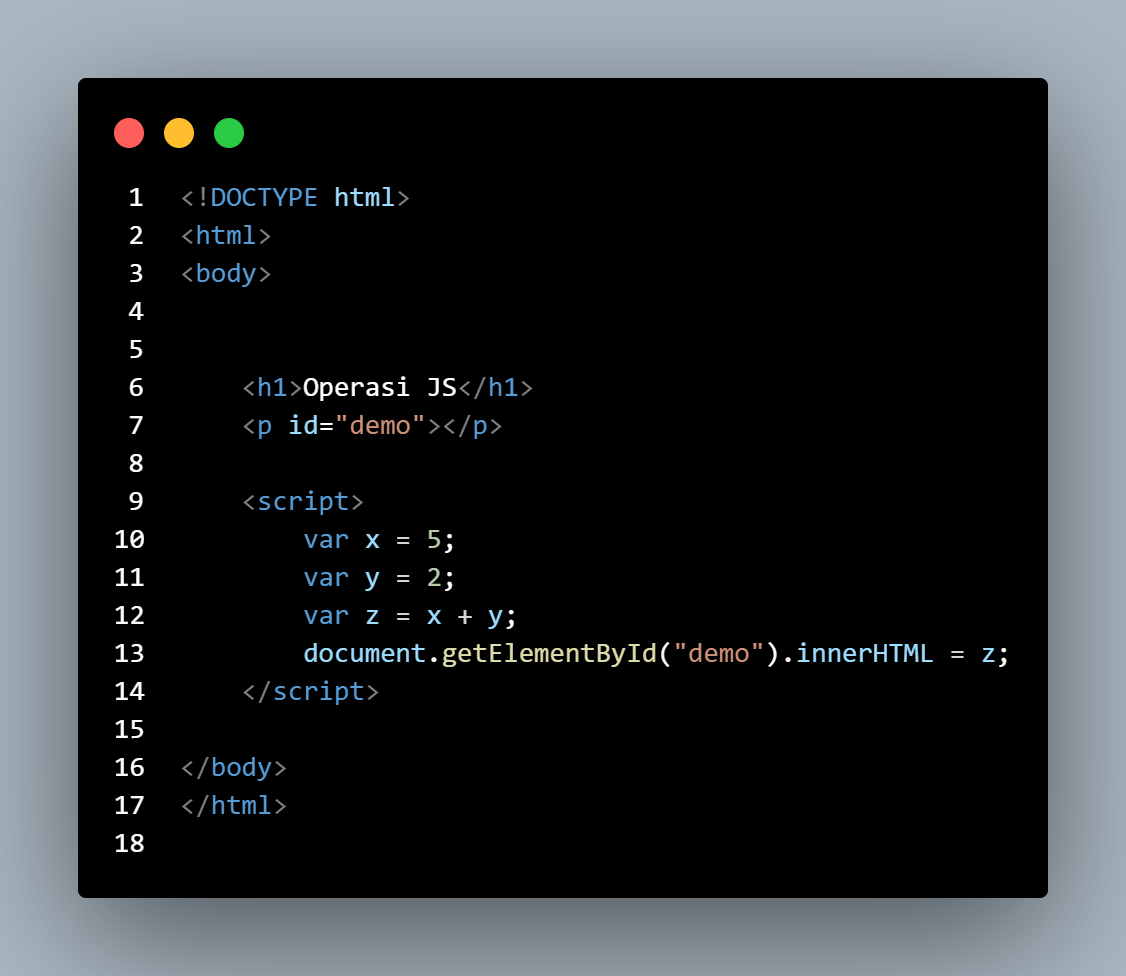 1 <!DOCTYPE html>
2 <html>
3 <body>
4
5
6     <h1>Operasi JS</h1>
7     <p id="demo"></p>
8
9     <script>
10         var x = 5;
11         var y = 2;
12         var z = x + y;
13         document.getElementById("demo").innerHTML = z;
14     </script>
15
16 </body>
17 </html>
18